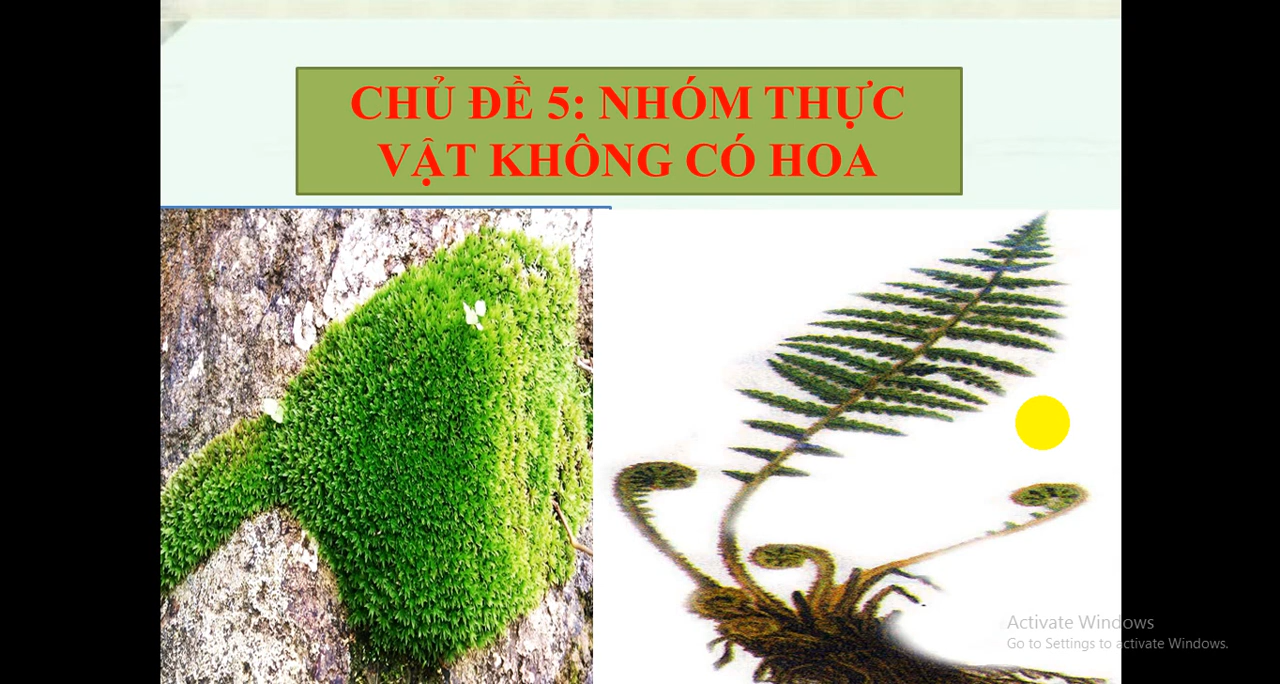 CHỦ ĐỀ 5: NHÓM THỰC
VẬT KHÔNG CÓ HOA
Activate Windows
Go to Settings to activate Windows.